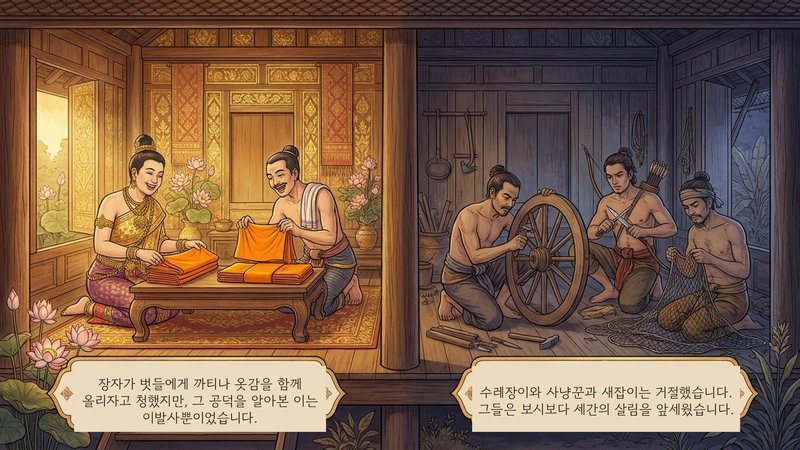 장자가 벗들에게 까티나 옷감을 함께
올리자고 청했지만, 그 공덕을 알아본 이는
이발사뿐이었습니다.
수레장이와 사냥꾼과 새잡이는 거절했습니다.
그들은 보시보다 세간의 살림을 앞세웠습니다.